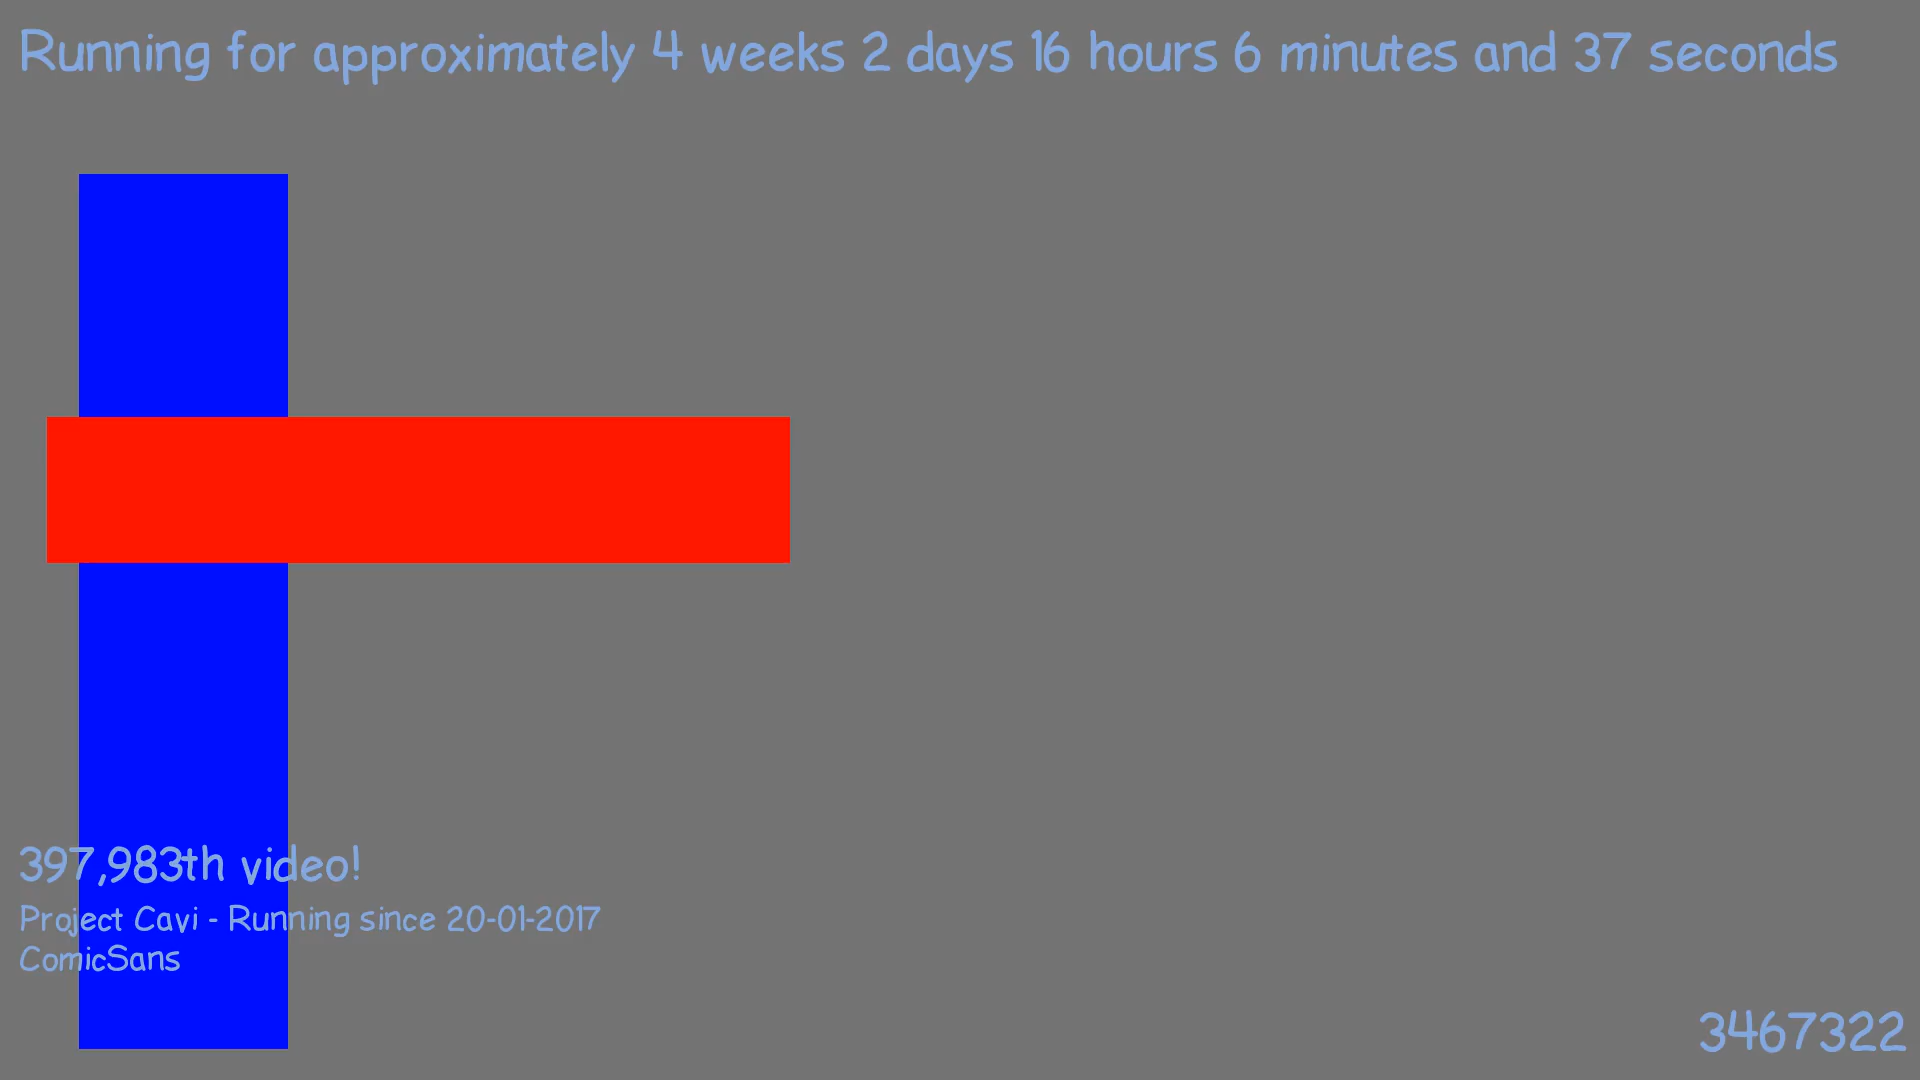 Running for approximately 4 weeks 2 days 16 hours 6 minutes and 37 seconds
397,983th video!
Project Cavi - Running since 20-01-2017
ComicSans
3467322